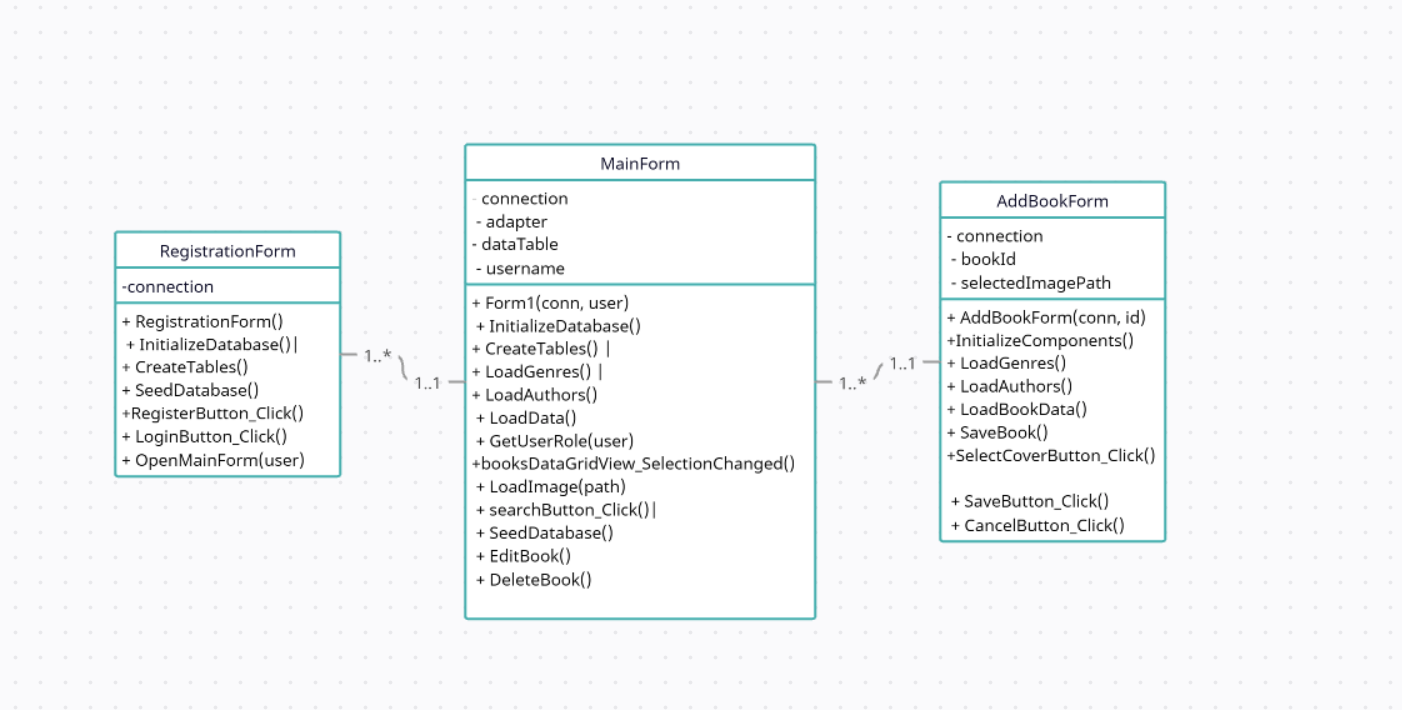 RegistrationForm
-connection
+ RegistrationForm()
+ InitializeDatabase()|
+ CreateTables()
+ SeedDatabase()
+RegisterButton_Click()
+ LoginButton_Click()
+ OpenMainForm(user)
1..*
1..1
MainForm
- connection
- adapter
- dataTable
- username
+ Form1(conn, user)
+ InitializeDatabase()
+ CreateTables() |
+ LoadGenres() |
+ LoadAuthors()
+ LoadData()
+ GetUserRole(user)
+booksDataGridView_SelectionChanged()
+ LoadImage(path)
+ searchButton_Click()|
+ SeedDatabase()
+ EditBook()
+ DeleteBook()
1..*
1..1
AddBookForm
- connection
- bookId
- selectedImagePath
+ AddBookForm(conn, id)
+InitializeComponents()
+ LoadGenres()
+ LoadAuthors()
+ LoadBookData()
+ SaveBook()
+SelectCoverButton_Click()
+ SaveButton_Click()
+ CancelButton_Click()